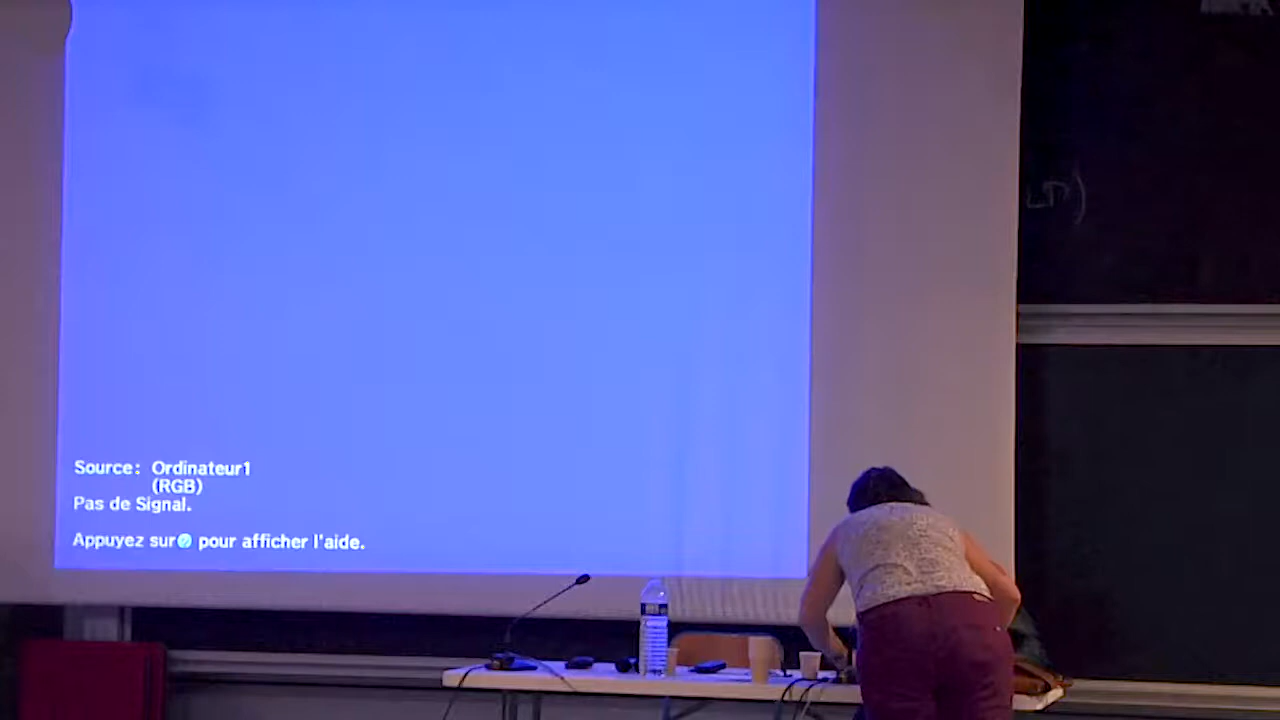 Source: Ordinateur1
(RGB)
Pas de Signal.
Appuyez sur pour afficher l'aide.